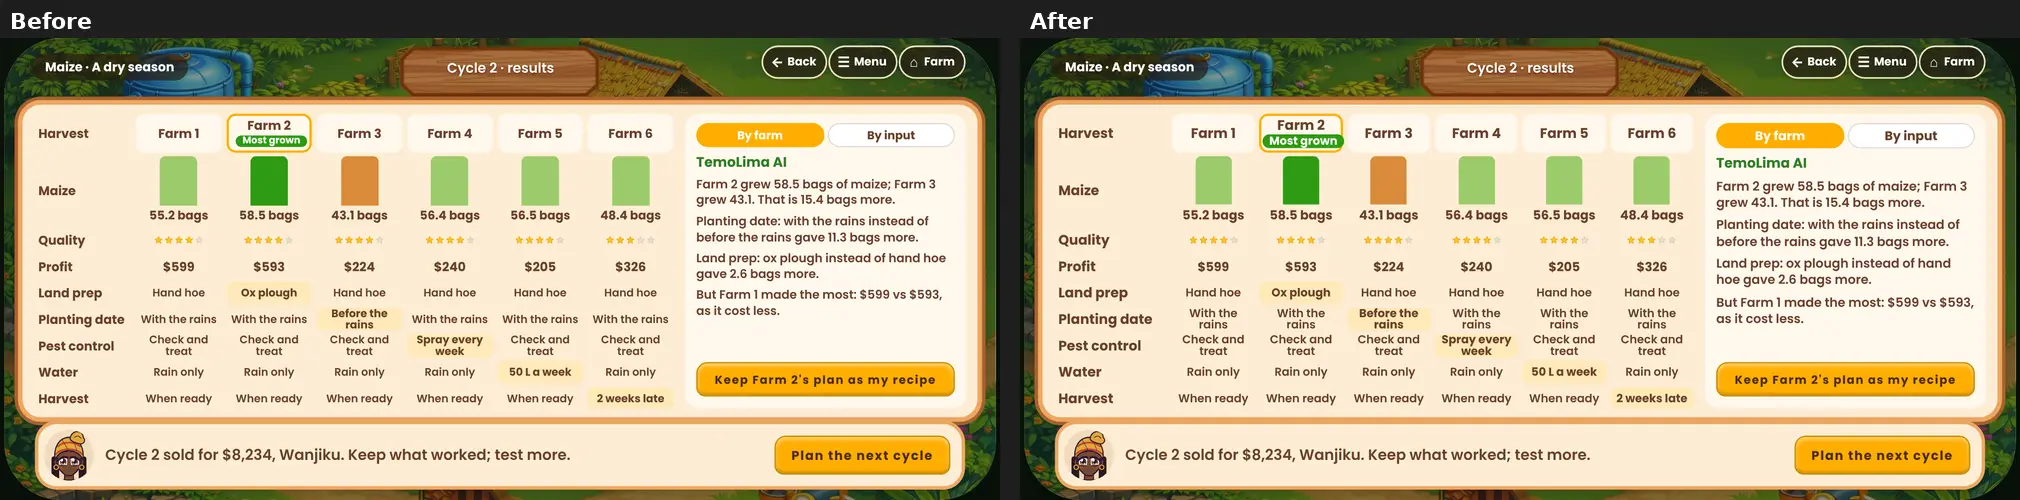 Before
Maize · A dry season
Cycle 2 · results
← Back
☰ Menu
⌂ Farm
Harvest
Farm 1
Farm 2
Most grown
Farm 3
Farm 4
Farm 5
Farm 6
Maize
55.2 bags
58.5 bags
43.1 bags
56.4 bags
56.5 bags
48.4 bags
Quality
Profit
$599
$593
$224
$240
$205
$326
Land prep
Hand hoe
Ox plough
Hand hoe
Hand hoe
Hand hoe
Hand hoe
Planting date
With the rains
With the rains
Before the
rains
With the rains
With the rains
With the rains
Pest control
Check and
treat
Check and
treat
Check and
treat
Spray every
week
Check and
treat
Check and
treat
Water
Rain only
Rain only
Rain only
Rain only
50 L a week
Rain only
Harvest
When ready
When ready
When ready
When ready
When ready
2 weeks late
By farm
By input
TemoLima AI
Farm 2 grew 58.5 bags of maize; Farm 3
grew 43.1. That is 15.4 bags more.
Planting date: with the rains instead of
before the rains gave 11.3 bags more.
Land prep: ox plough instead of hand hoe
gave 2.6 bags more.
But Farm 1 made the most: $599 vs $593,
as it cost less.
Keep Farm 2's plan as my recipe
Cycle 2 sold for $8,234, Wanjiku. Keep what worked; test more.
Plan the next cycle
After
Maize · A dry season
Cycle 2 · results
← Back
☰ Menu
⌂ Farm
Harvest
Farm 1
Farm 2
Most grown
Farm 3
Farm 4
Farm 5
Farm 6
Maize
55.2 bags
58.5 bags
43.1 bags
56.4 bags
56.5 bags
48.4 bags
Quality
Profit
$599
$593
$224
$240
$205
$326
Land prep
Hand hoe
Ox plough
Hand hoe
Hand hoe
Hand hoe
Hand hoe
Planting date
With the
rains
With the
rains
Before the
rains
With the
rains
With the
rains
With the
rains
Pest control
Check and
treat
Check and
treat
Check and
treat
Spray every
week
Check and
treat
Check and
treat
Water
Rain only
Rain only
Rain only
Rain only
50 L a week
Rain only
Harvest
When ready
When ready
When ready
When ready
When ready
2 weeks late
By farm
By input
TemoLima AI
Farm 2 grew 58.5 bags of maize; Farm 3
grew 43.1. That is 15.4 bags more.
Planting date: with the rains instead of
before the rains gave 11.3 bags more.
Land prep: ox plough instead of hand
hoe gave 2.6 bags more.
But Farm 1 made the most: $599 vs $593,
as it cost less.
Keep Farm 2's plan as my recipe
Cycle 2 sold for $8,234, Wanjiku. Keep what worked; test more.
Plan the next cycle